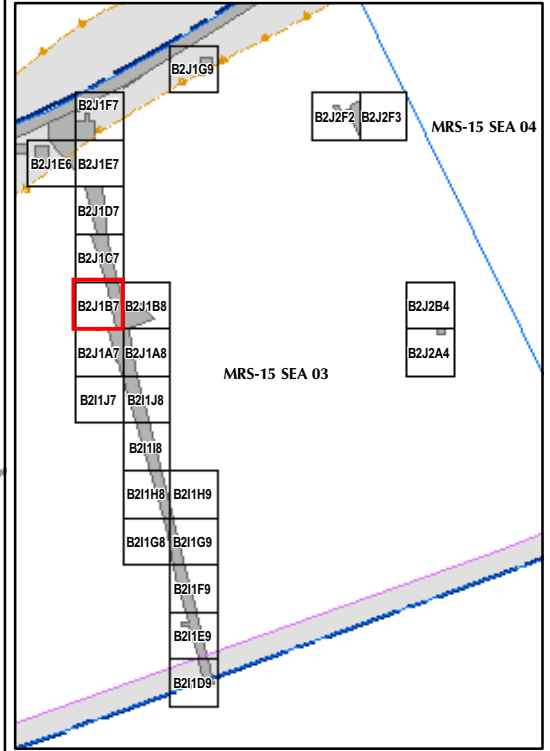 B2J1G9
B2J1F7
B2J2F2 B2J2F3
MRS-15 SEA 04
B2J1E6 B2J1E7
B2J1D7
B2J1C7
B2J1B7 B2J1B8
B2J2B4
B2J1A7 B2J1A8
B2J2A4
MRS-15 SEA 03
B2I1J7 B2I1J8
B2I1I8
B2I1H8 B2I1H9
B2I1G8 B2I1G9
B2I1F9
B2I1E9
B2I1D9